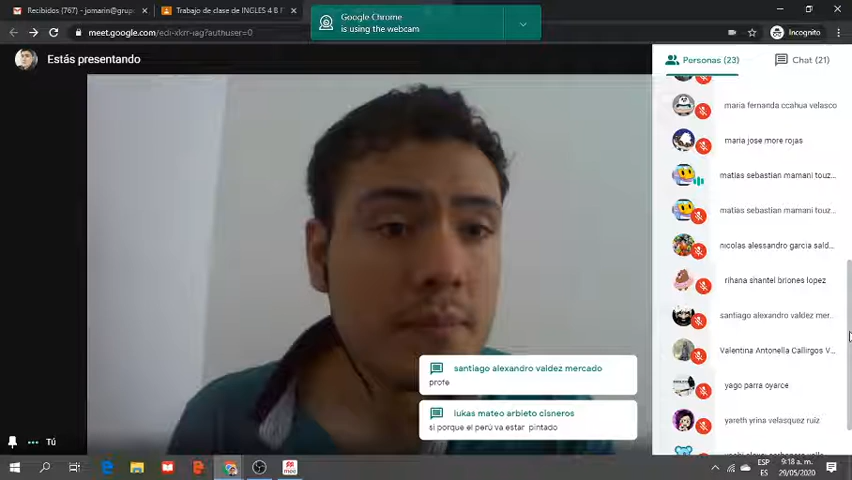 Recibidos (767) - jomarin@grup
Trabajo de clase de INGLES 4 B F
Google Chrome
is using the webcam
meet.google.com/
?authuser=0
Incognito
Estás presentando
Personas (23)
Chat (21)
maria fernanda ccahua velasco
maria jose more rojas
matias sebastian mamani touz...
matias sebastian mamani touz...
nicolas alessandro garcia sald...
rihana shantel briones lopez
santiago alexandro valdez mer...
Valentina Antonella Callirgos V...
yago parra oyarce
yareth yrina velasquez ruiz
santiago alexandro valdez mercado
profe
lukas mateo arbieto cisneros
si porque el perú va estar pintado
Tú
ESP
ES
9:18 a. m.
29/05/2020